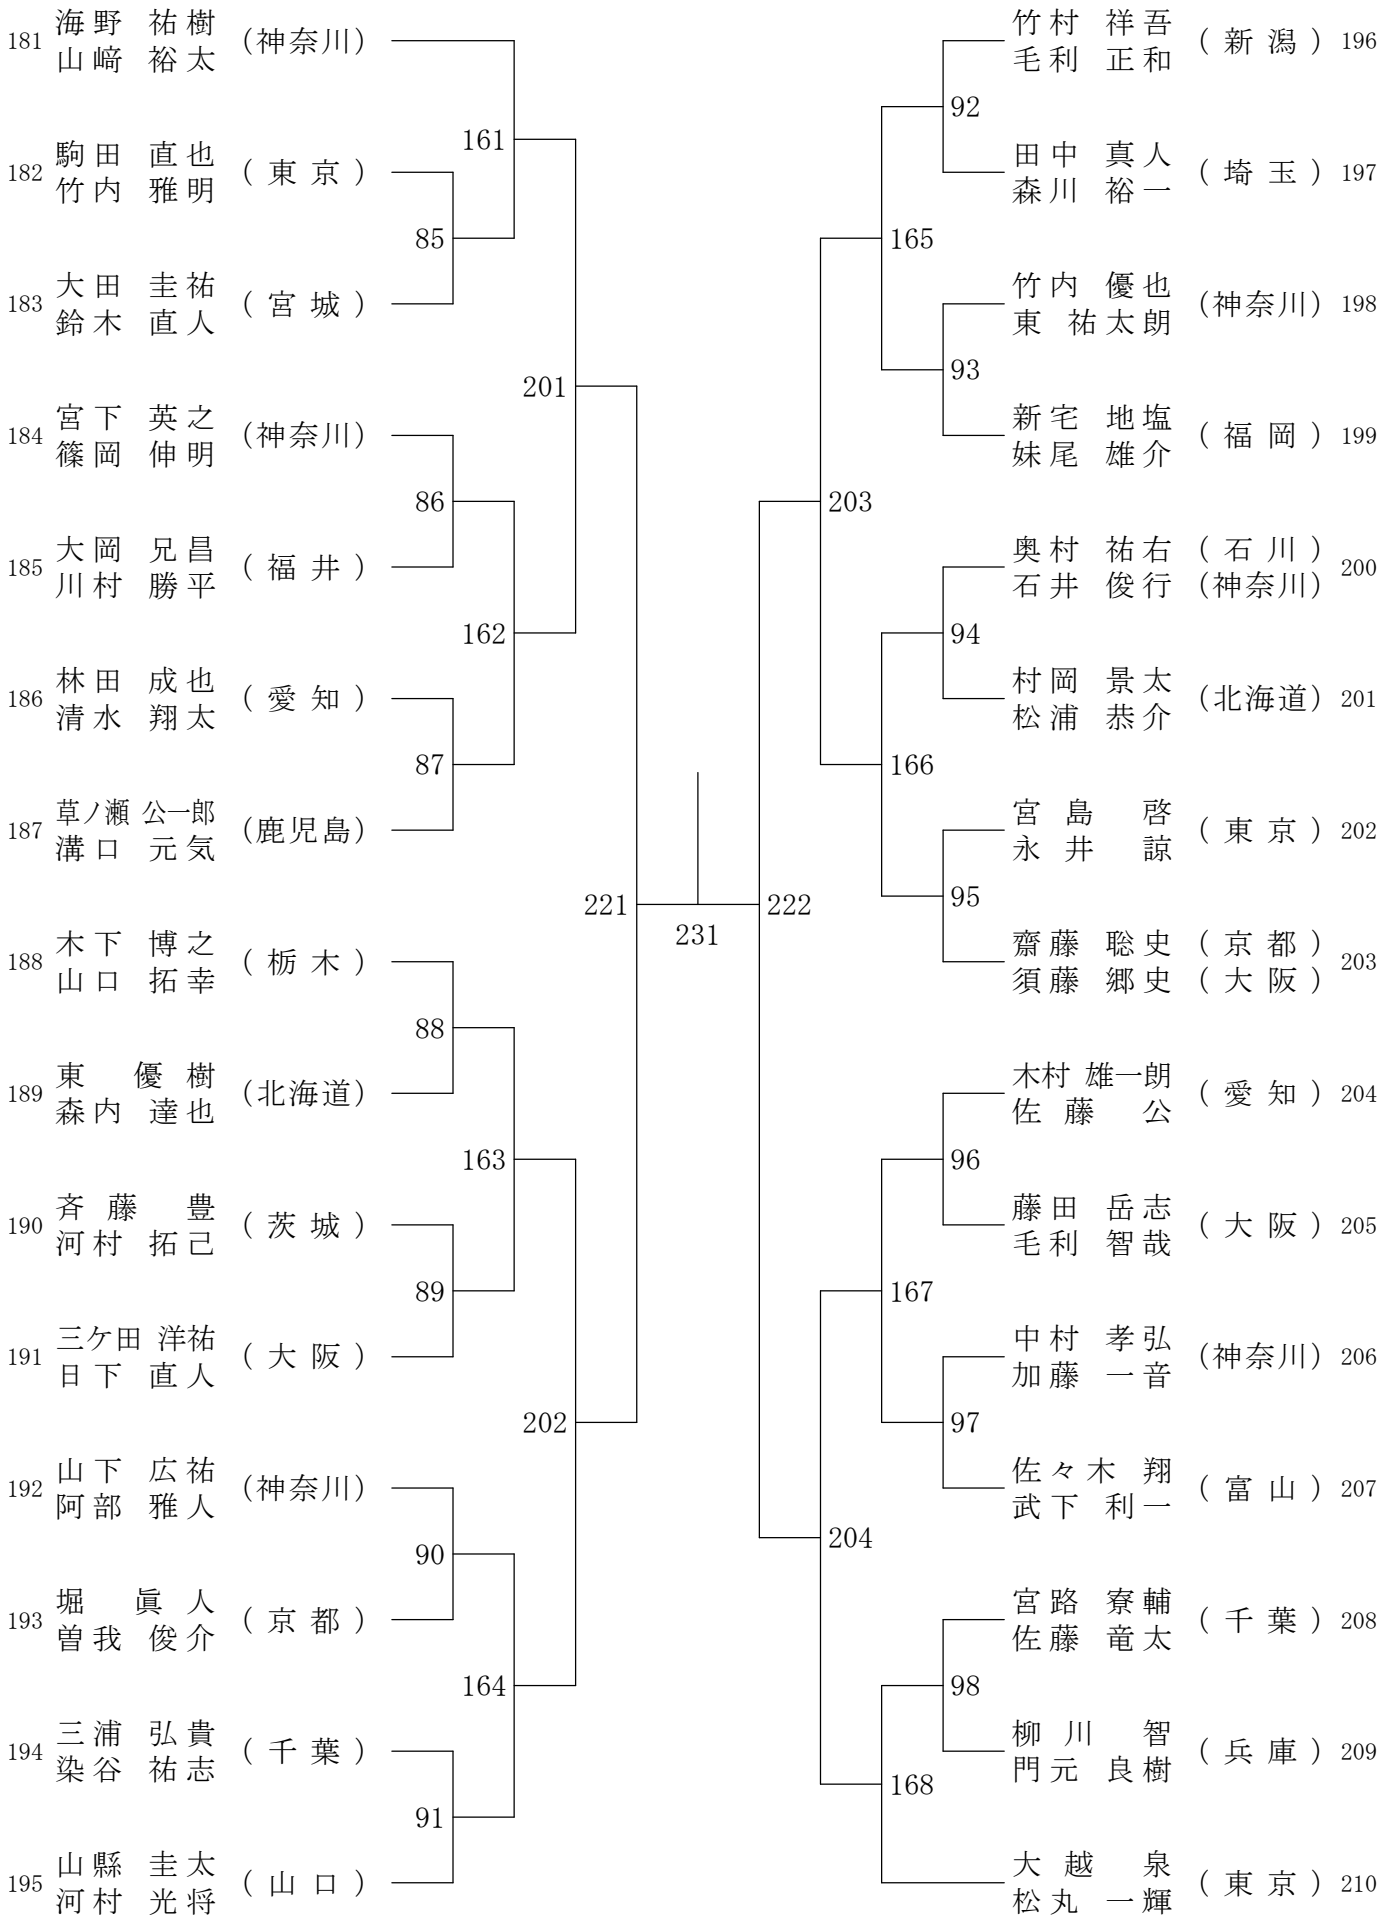 181 海野 祐樹 (神奈川)
山﨑 裕太
161
182 駒田 直也 (東京)
竹内 雅明
85
183 大田 圭祐 (宮城)
鈴木 直人
201
184 宮下 英之 (神奈川)
篠岡 伸明
86
185 大岡 兄昌 (福井)
川村 勝平
162
186 林田 成也 (愛知)
清水 翔太
87
187 草ノ瀬 公一郎 (鹿児島)
溝口 元気
221
188 木下 博之 (栃木)
山口 拓幸
88
189 東 優樹 (北海道)
森内 達也
163
190 斉藤 豊 (茨城)
河村 拓己
89
191 三ケ田 洋祐 (大阪)
日下 直人
202
192 山下 広祐 (神奈川)
阿部 雅人
90
193 堀 眞人 (京都)
曽我 俊介
164
194 三浦 弘貴 (千葉)
染谷 祐志
91
195 山縣 圭太 (山口)
河村 光将
231
竹村 祥吾 (新潟) 196
毛利 正和
92
田中 真人 (埼玉) 197
森川 裕一
165
竹内 優也 (神奈川) 198
東 祐太朗
93
新宅 地塩 (福岡) 199
妹尾 雄介
203
奥村 祐右 (石川) 200
石井 俊行 (神奈川)
94
村岡 景太 (北海道) 201
松浦 恭介
166
宮島 啓 (東京) 202
永井 諒
95
222
齋藤 聡史 (京都) 203
須藤 郷史 (大阪)
木村 雄一朗 (愛知) 204
佐藤 公
96
藤田 岳志 (大阪) 205
毛利 智哉
167
中村 孝弘 (神奈川) 206
加藤 一音
97
佐々木 翔 (富山) 207
武下 利一
204
宮路 寮輔 (千葉) 208
佐藤 竜太
98
柳川 智 (兵庫) 209
門元 良樹
168
大越 泉 (東京) 210
松丸 一輝